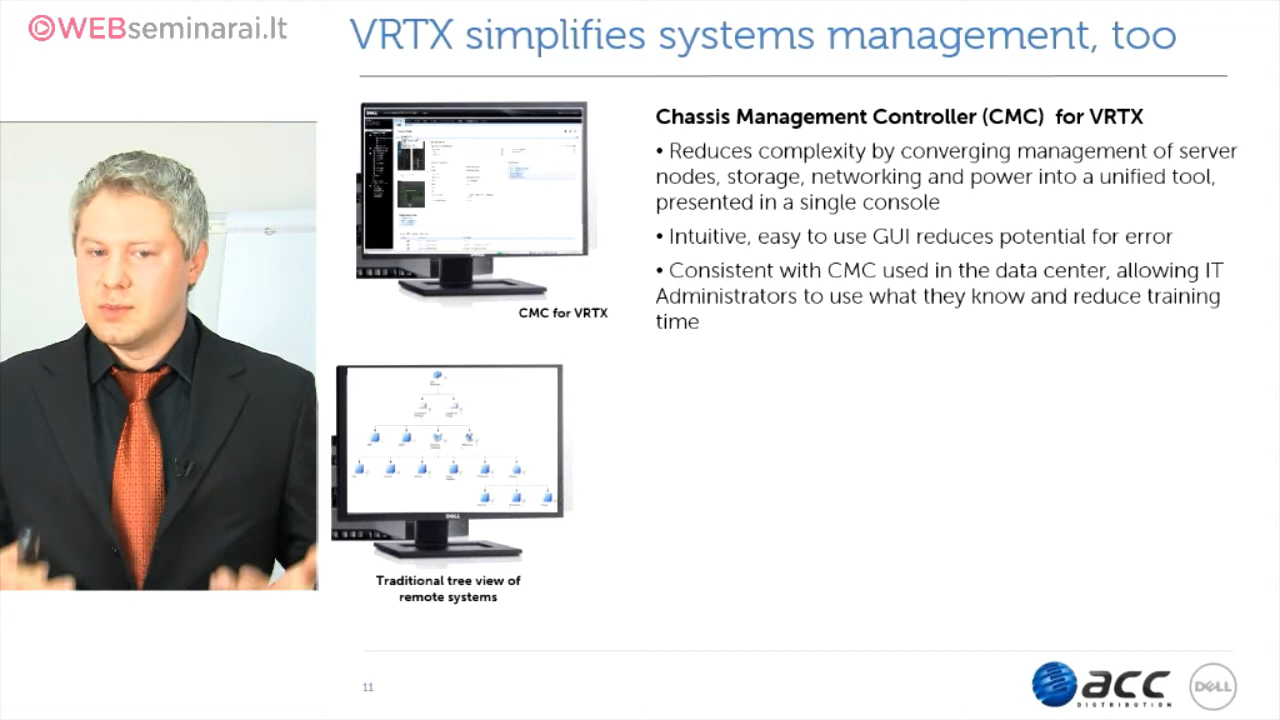 WEBseminarai.lt
VRTX simplifies systems management, too
Chassis Management Controller (CMC)  for VRTX
• Reduces complexity by converging management of server
nodes, storage, networking and power into a unified tool,
presented in a single console
• Intuitive, easy to use GUI reduces potential for error
• Consistent with CMC used in the data center, allowing IT
Administrators to use what they know and reduce training
time
DELL
CMC for VRTX
DELL
Traditional tree view of
remote systems
11
acc
DISTRIBUTION
DELL